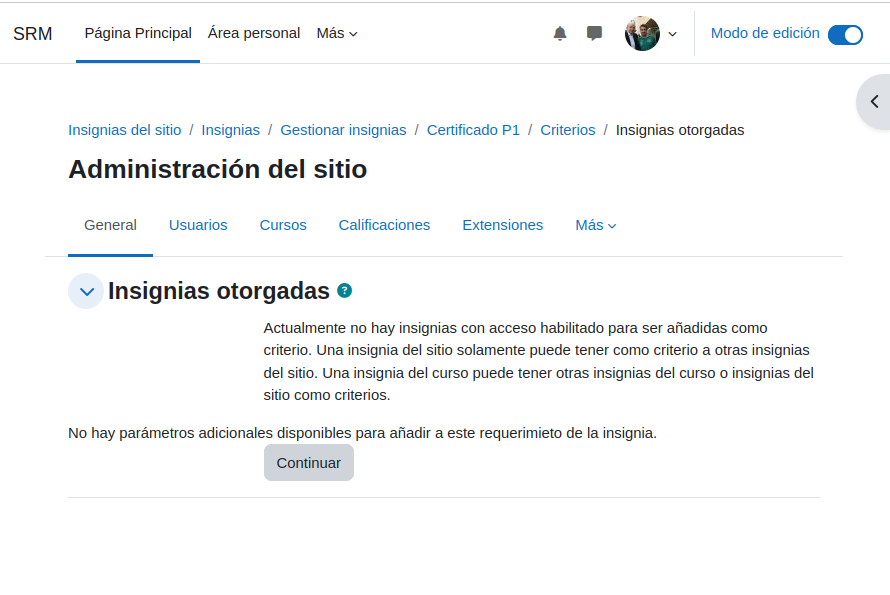 SRM
Página Principal
Área personal
Más
Modo de edición
Insignias del sitio / Insignias / Gestionar insignias / Certificado P1 / Criterios / Insignias otorgadas
Administración del sitio
General
Usuarios
Cursos
Calificaciones
Extensiones
Más
Insignias otorgadas ?
Actualmente no hay insignias con acceso habilitado para ser añadidas como
criterio. Una insignia del sitio solamente puede tener como criterio a otras insignias
del sitio. Una insignia del curso puede tener otras insignias del curso o insignias del
sitio como criterios.
No hay parámetros adicionales disponibles para añadir a este requerimieto de la insignia.
Continuar